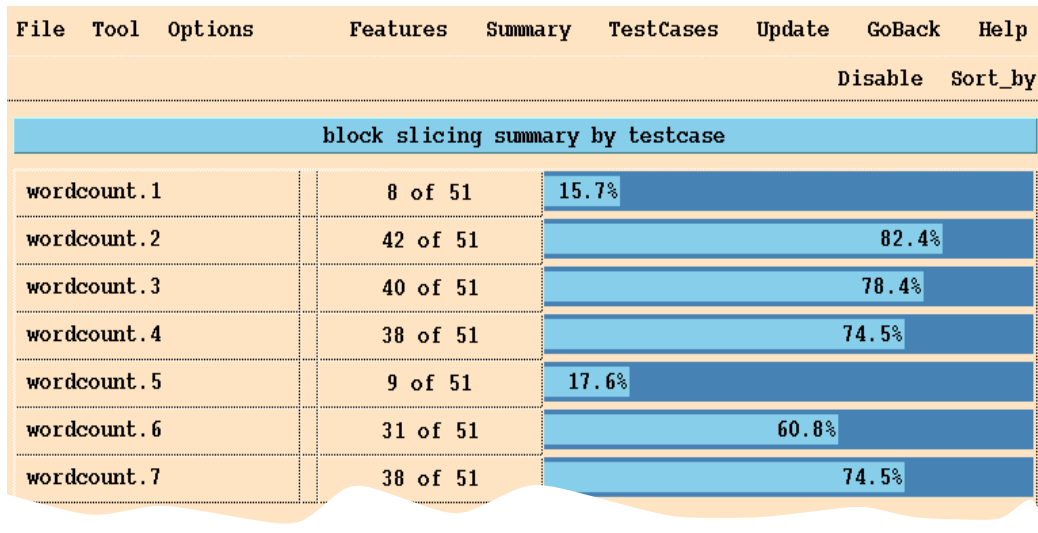 File Tool Options Features Summary TestCases Update GoBack Help
Disable Sort_by
block slicing summary by testcase
wordcount.1 8 of 51 15.7%
wordcount.2 42 of 51 82.4%
wordcount.3 40 of 51 78.4%
wordcount.4 38 of 51 74.5%
wordcount.5 9 of 51 17.6%
wordcount.6 31 of 51 60.8%
wordcount.7 38 of 51 74.5%